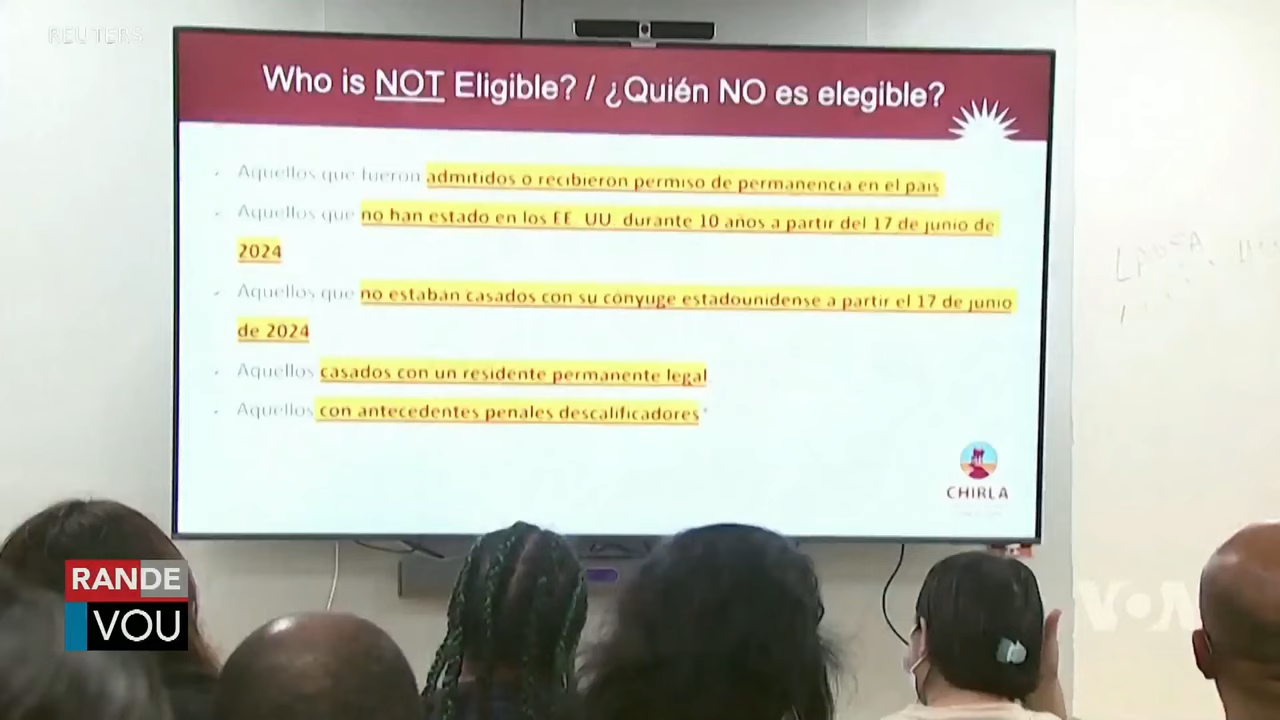 REUTERS
Who is NOT Eligible? / ¿Quién NO es elegible?
Aquellos que fueron admitidos o recibieron permiso de permanencia en el país
Aquellos que no han estado en los EE. UU. durante 10 años a partir del 17 de junio de
2024
Aquellos que no estaban casados con su cónyuge estadounidense a partir el 17 de junio
de 2024
Aquellos casados con un residente permanente legal
Aquellos con antecedentes penales descalificadores*
CHIRLA
RANDE
VOU
VOA